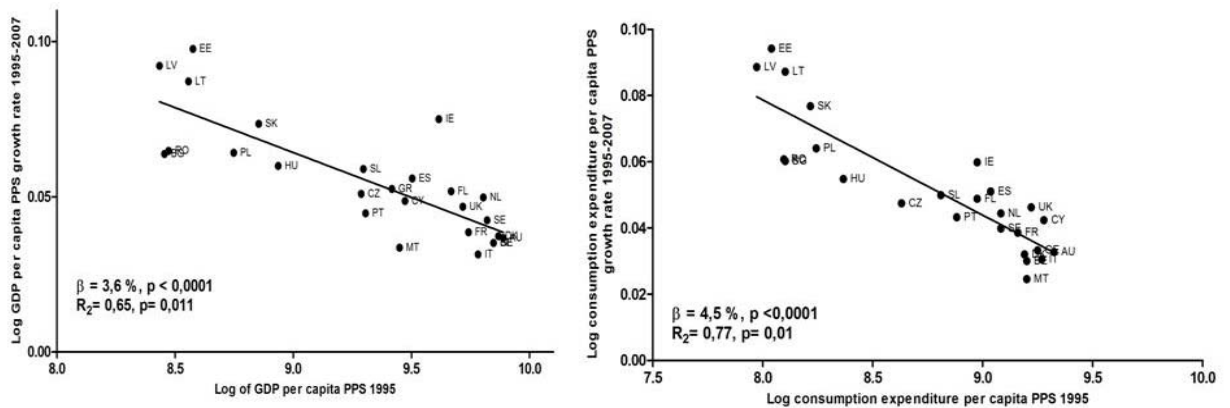 Log GDP per capita PPS growth rate 1995-2007
0.10
0.05
0.00
EE
LV
LT
SK
IE
RO
PL
HU
SL
ES
CZ
GR
CY
FL
NL
PT
UK
SE
FR
MT
IT
β = 3,6 %, p < 0,0001
R2= 0,65, p= 0,011
8.0 8.5 9.0 9.5 10.0
Log of GDP per capita PPS 1995
Log consumption expenditure per capita PPS
growth rate 1995-2007
0.10
0.08
0.06
0.04
0.02
0.00
EE
LV
LT
SK
PL
HU
IE
ES
CZ
SL
FL
PT
NL
UK
CY
SE
FR
AU
IT
MT
β = 4,5 %, p <0,0001
R2= 0,77, p= 0,01
7.5 8.0 8.5 9.0 9.5 10.0
Log consumption expenditure per capita PPS 1995